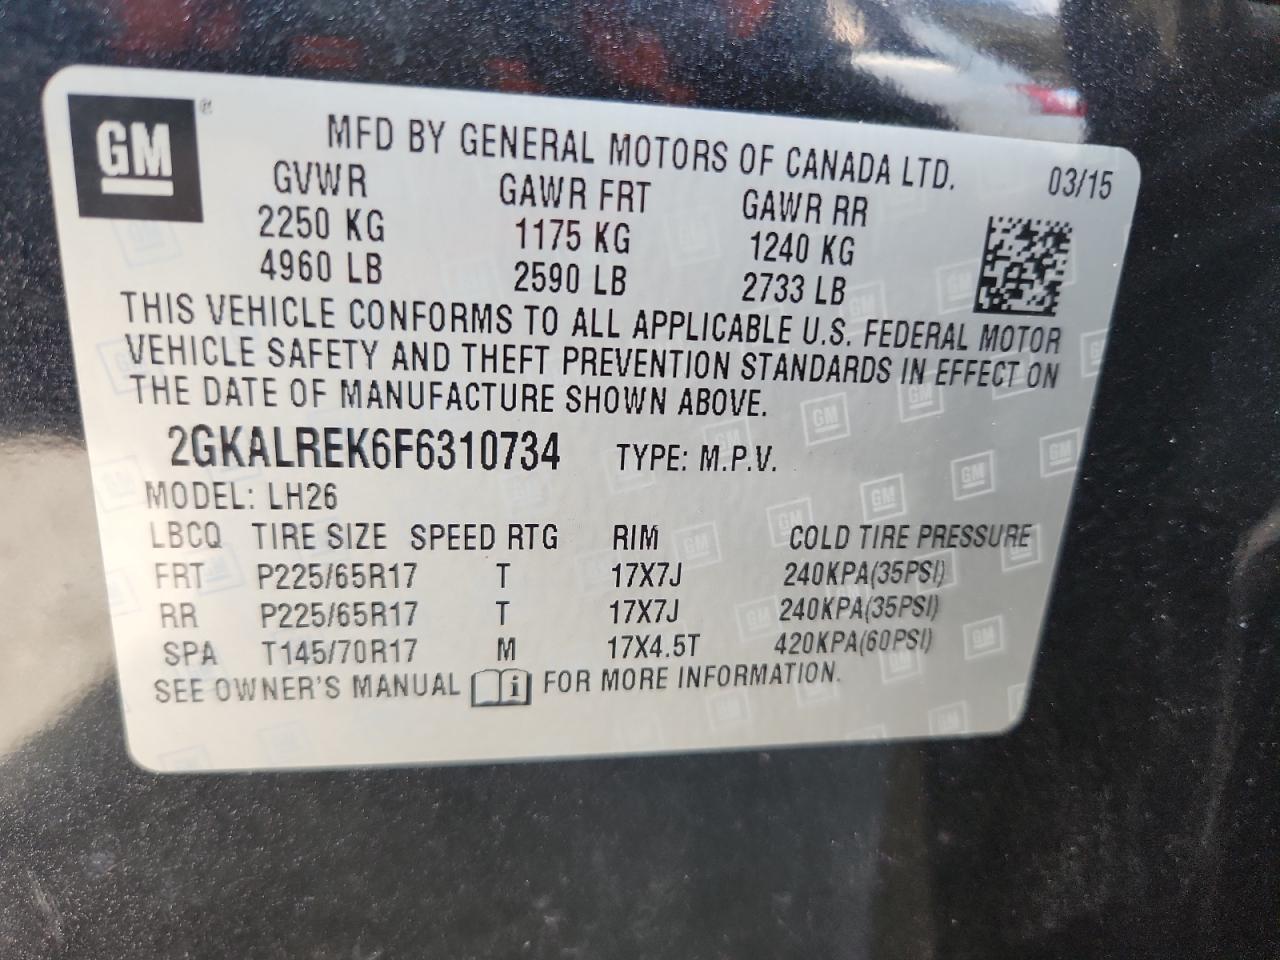 GM ®
MFD BY GENERAL MOTORS OF CANADA LTD.
03/15
GVWR GAWR FRT GAWR RR
2250 KG 1175 KG 1240 KG
4960 LB 2590 LB 2733 LB
THIS VEHICLE CONFORMS TO ALL APPLICABLE U.S. FEDERAL MOTOR
VEHICLE SAFETY AND THEFT PREVENTION STANDARDS IN EFFECT ON
THE DATE OF MANUFACTURE SHOWN ABOVE.
2GKALREK6F6310734 TYPE: M.P.V.
MODEL: LH26
LBCQ TIRE SIZE SPEED RTG RIM COLD TIRE PRESSURE
FRT P225/65R17 T 17X7J 240KPA(35PSI)
RR P225/65R17 T 17X7J 240KPA(35PSI)
SPA T145/70R17 M 17X4.5T 420KPA(60PSI)
SEE OWNER'S MANUAL i FOR MORE INFORMATION.